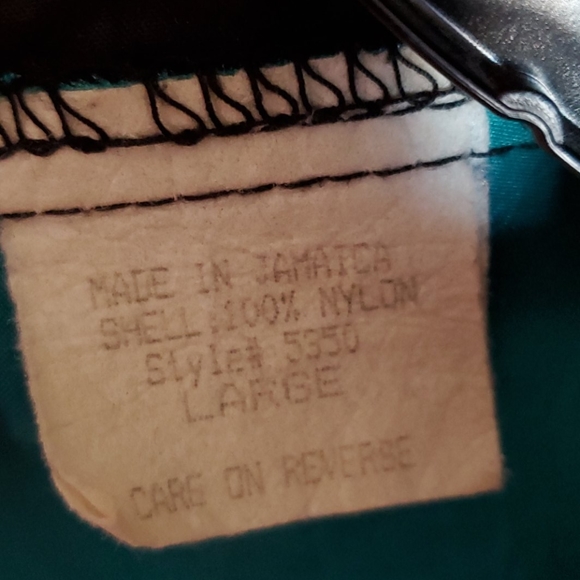 MADE IN JAMAICA
SHELL:100% NYLON
Style# 5350
LARGE
CARE ON REVERSE